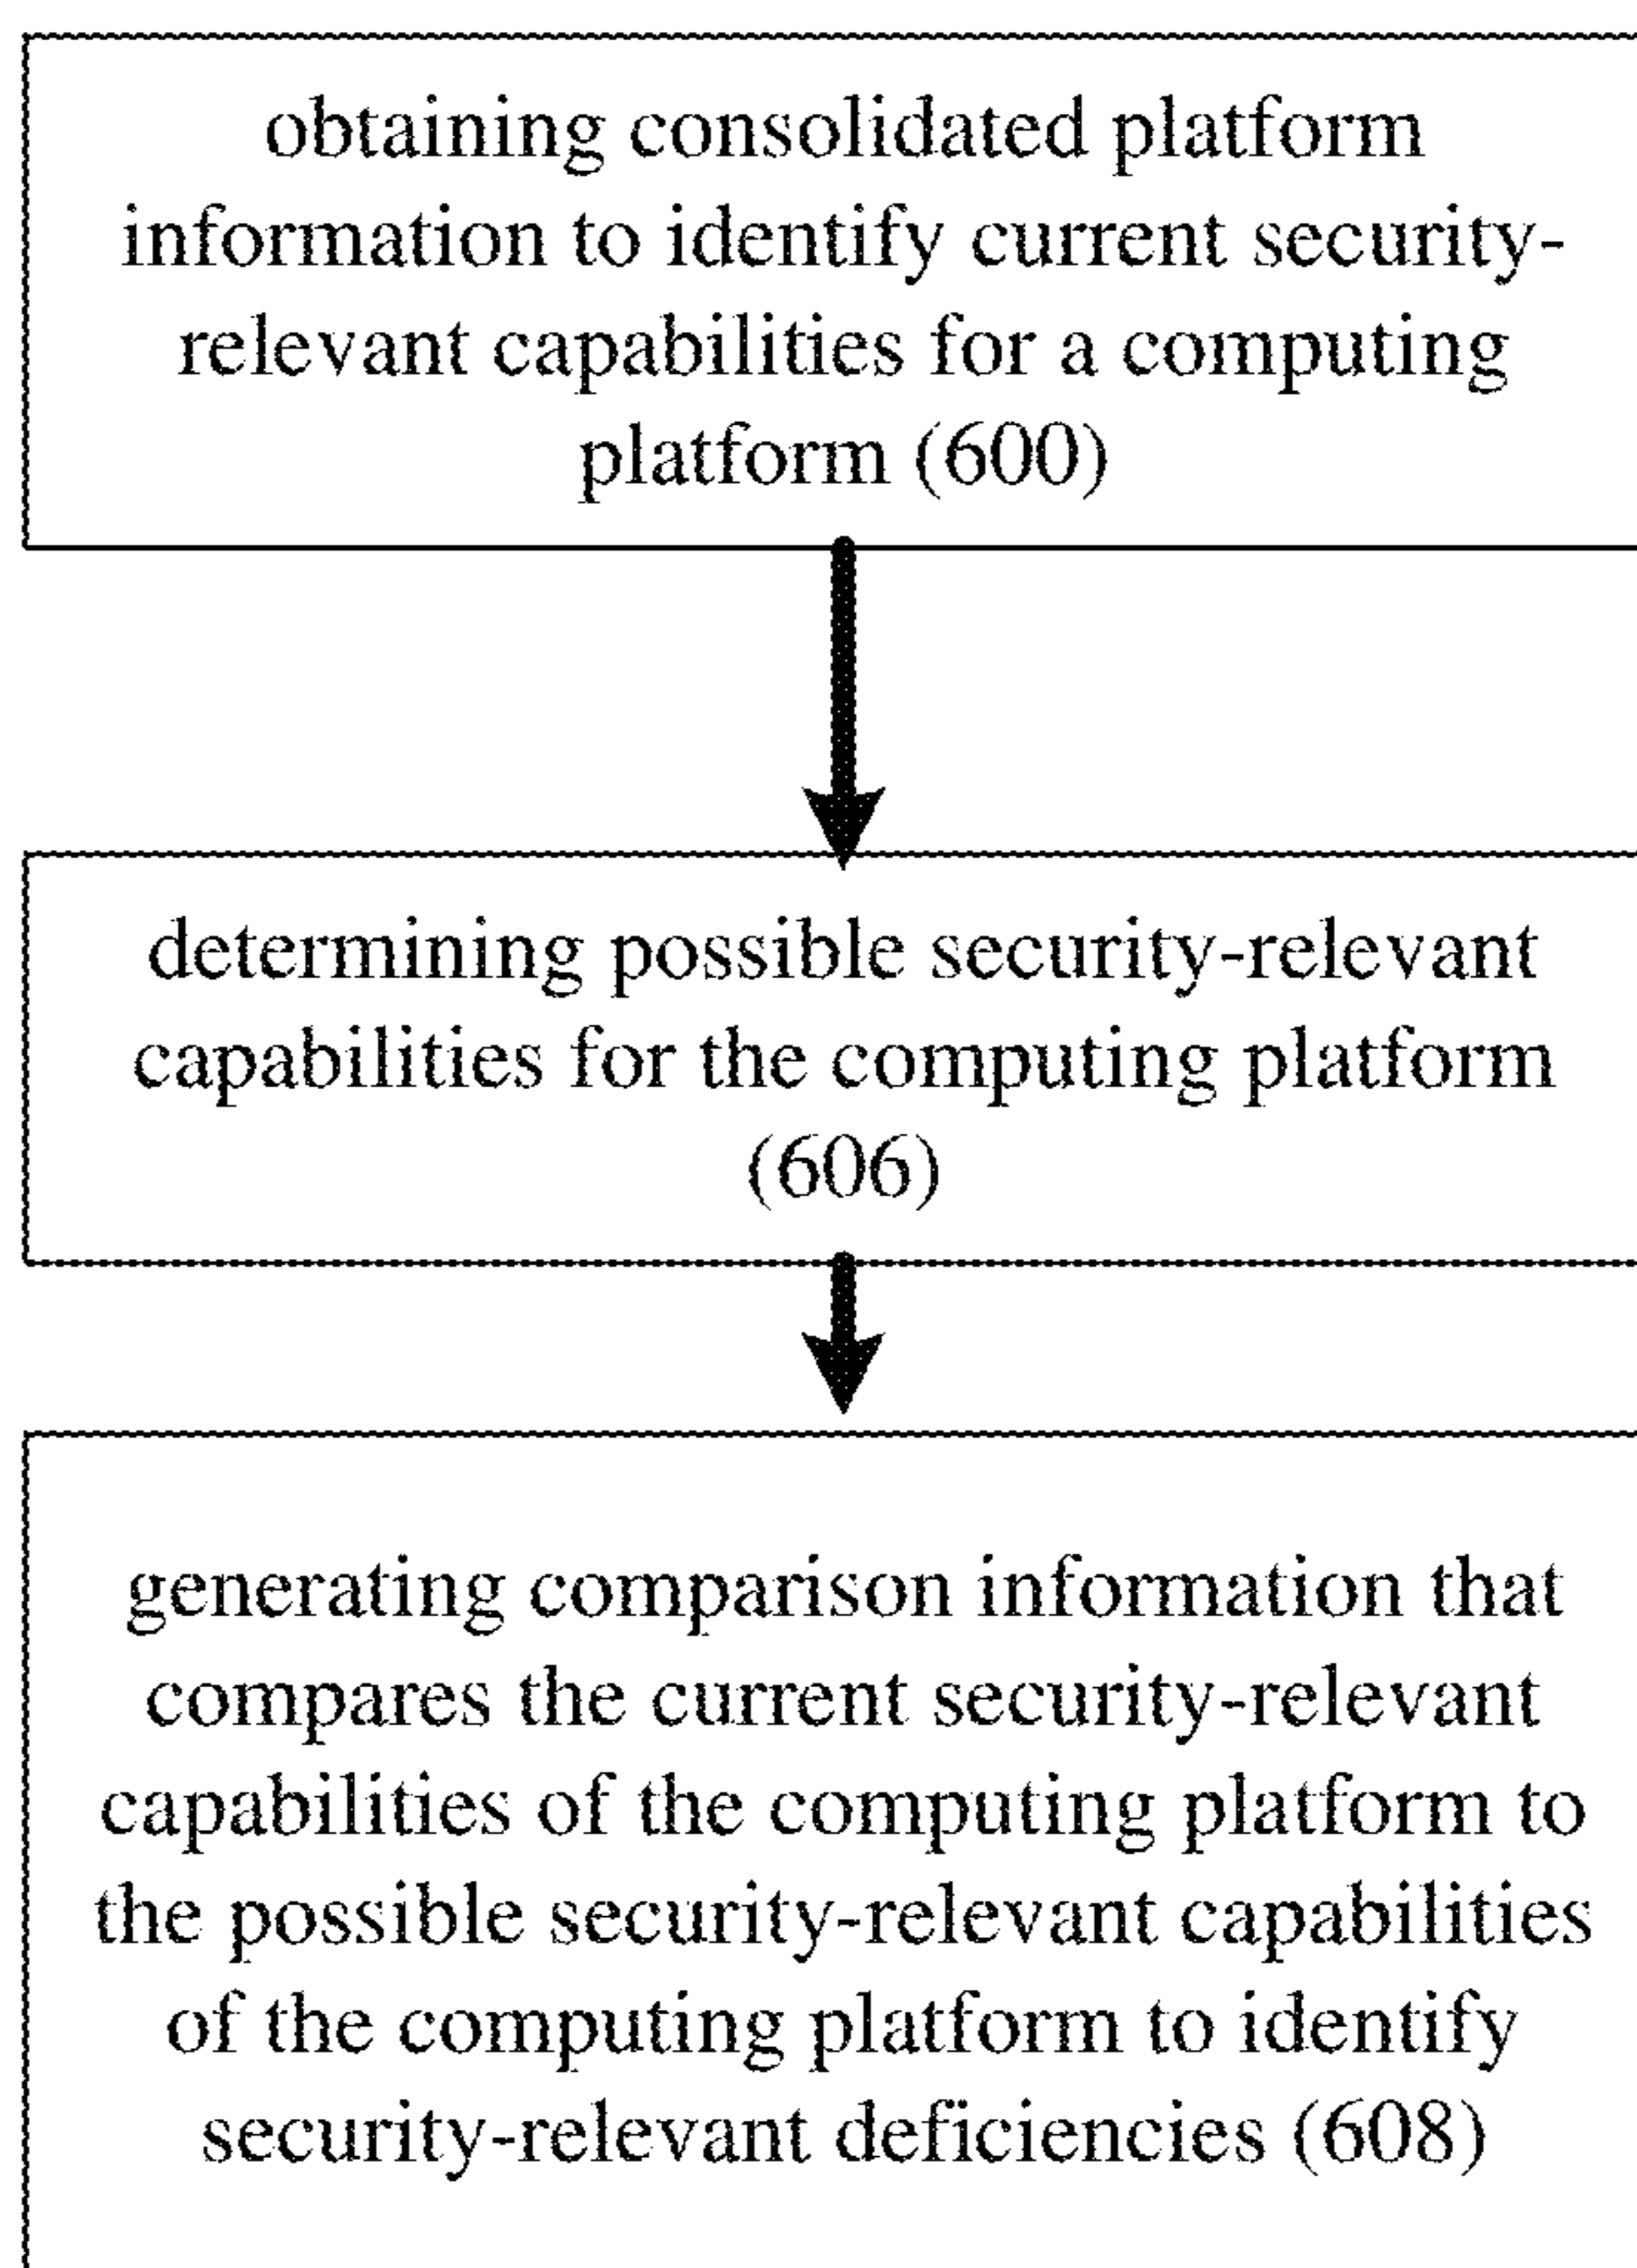 obtaining consolidated platform
information to identify current security-
relevant capabilities for a computing
platform (600)
determining possible security-relevant
capabilities for the computing platform
(606)
generating comparison information that
compares the current security-relevant
capabilities of the computing platform to
the possible security-relevant capabilities
of the computing platform to identify
security-relevant deficiencies (608)